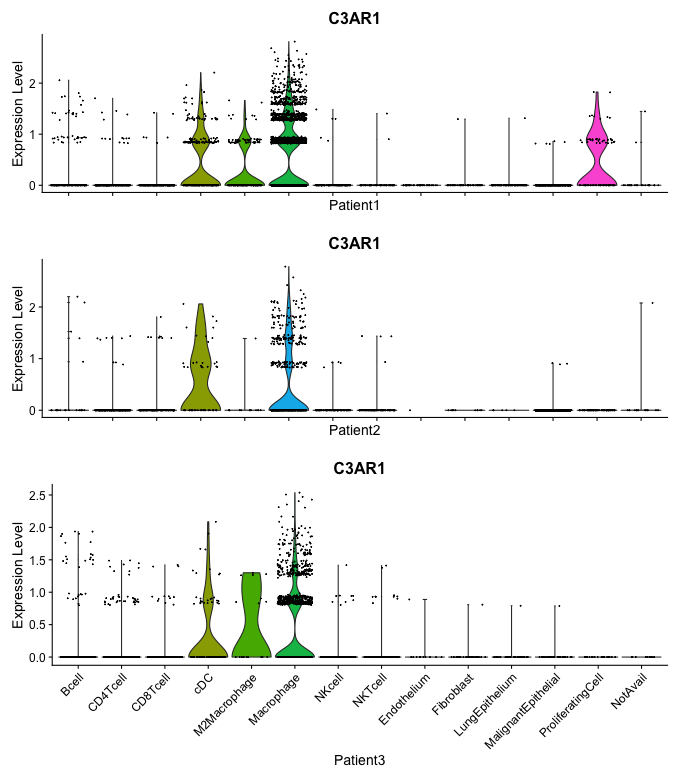 C3AR1
Expression Level
2
1
0
Patient1
C3AR1
Expression Level
2
1
0
Patient2
C3AR1
Expression Level
2.5
2.0
1.5
1.0
0.5
0.0
Bcell
CD4Tcell
CD8Tcell
cDC
M2Macrophage
Macrophage
NKcell
NKTcell
Endothelium
Fibroblast
LungEpithelium
MalignantEpithelial
ProliferatingCell
NotAvail
Patient3